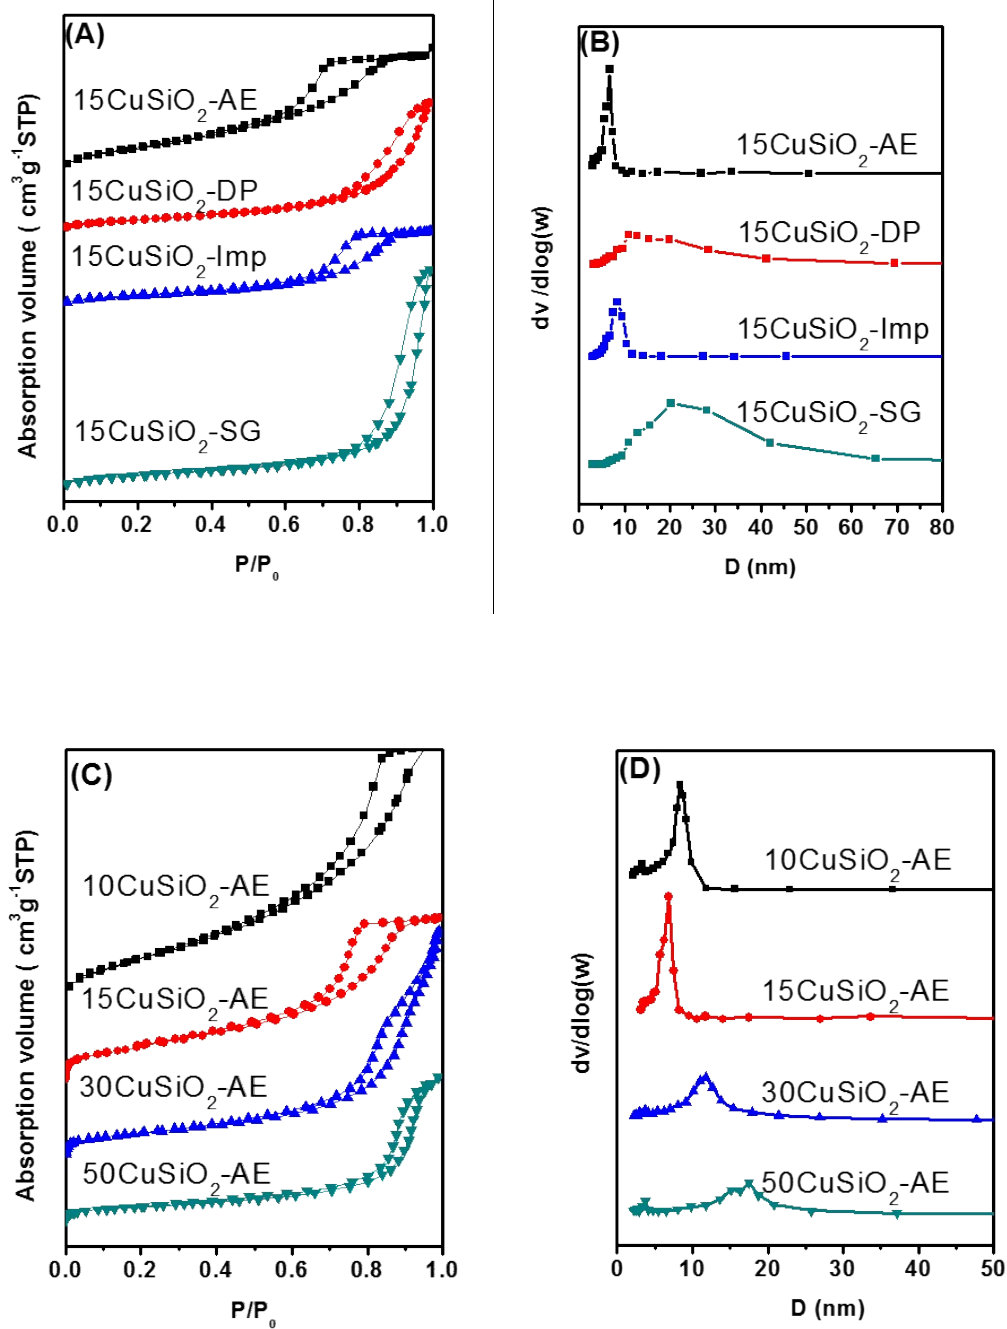 (A)
15CuSiO2-AE
15CuSiO2-DP
15CuSiO2-Imp
15CuSiO2-SG
Absorption volume ( cm3g-1STP)
0.0 0.2 0.4 0.6 0.8 1.0
P/P0
(B)
15CuSiO2-AE
15CuSiO2-DP
15CuSiO2-Imp
15CuSiO2-SG
dv /dlog(w)
0 10 20 30 40 50 60 70 80
D (nm)
(C)
10CuSiO2-AE
15CuSiO2-AE
30CuSiO2-AE
50CuSiO2-AE
Absorption volume ( cm3g-1STP)
0.0 0.2 0.4 0.6 0.8 1.0
P/P0
(D)
10CuSiO2-AE
15CuSiO2-AE
30CuSiO2-AE
50CuSiO2-AE
dv/dlog(w)
0 10 20 30 40 50
D (nm)